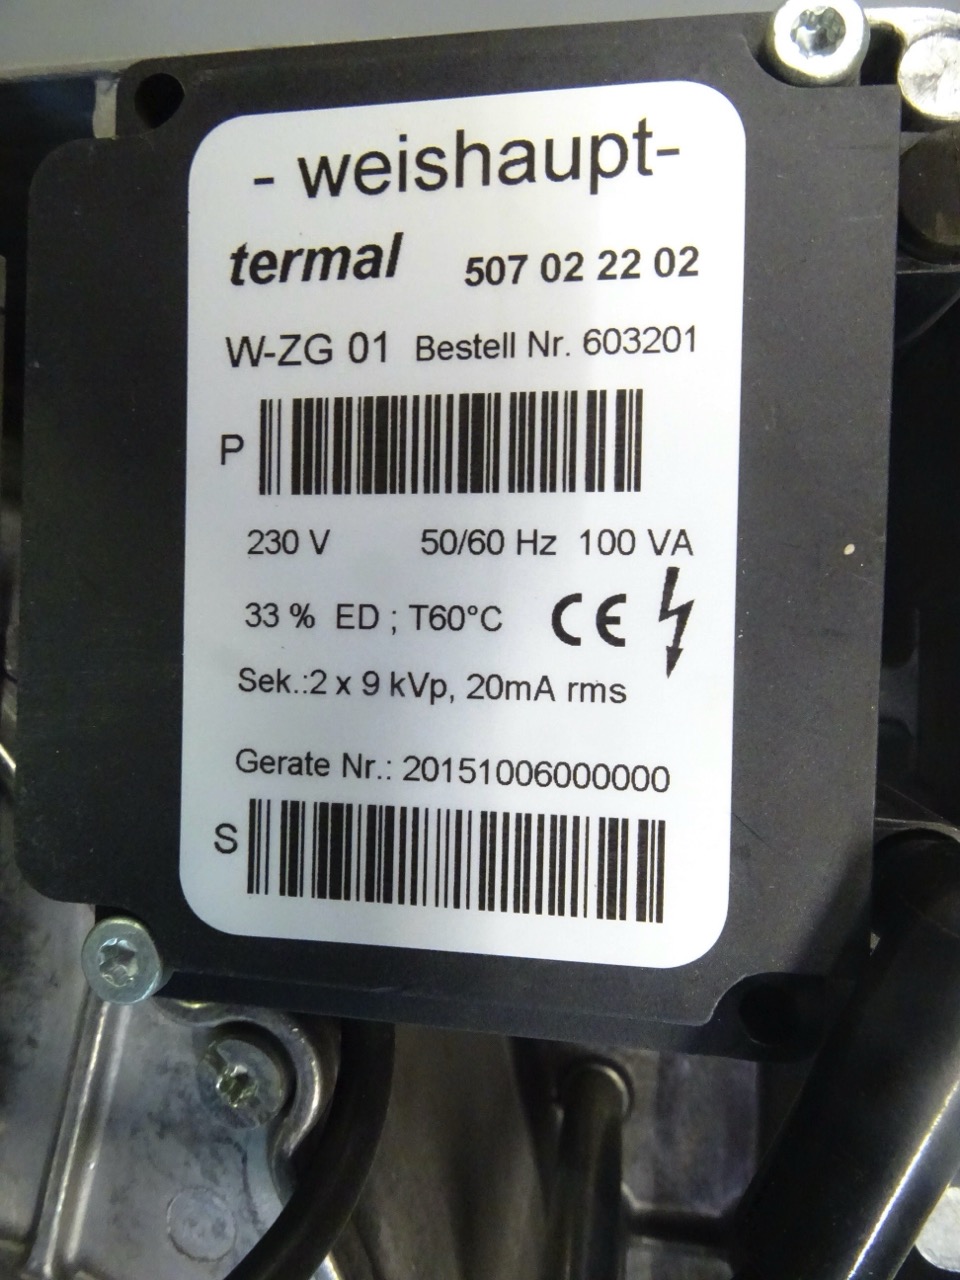 - weishaupt-
termal 507 02 22 02
W-ZG 01 Bestell Nr. 603201
P
230 V 50/60 Hz 100 VA
33 % ED ; T60°C CE
Sek.:2 x 9 kVp, 20mA rms
Gerate Nr.: 20151006000000
S